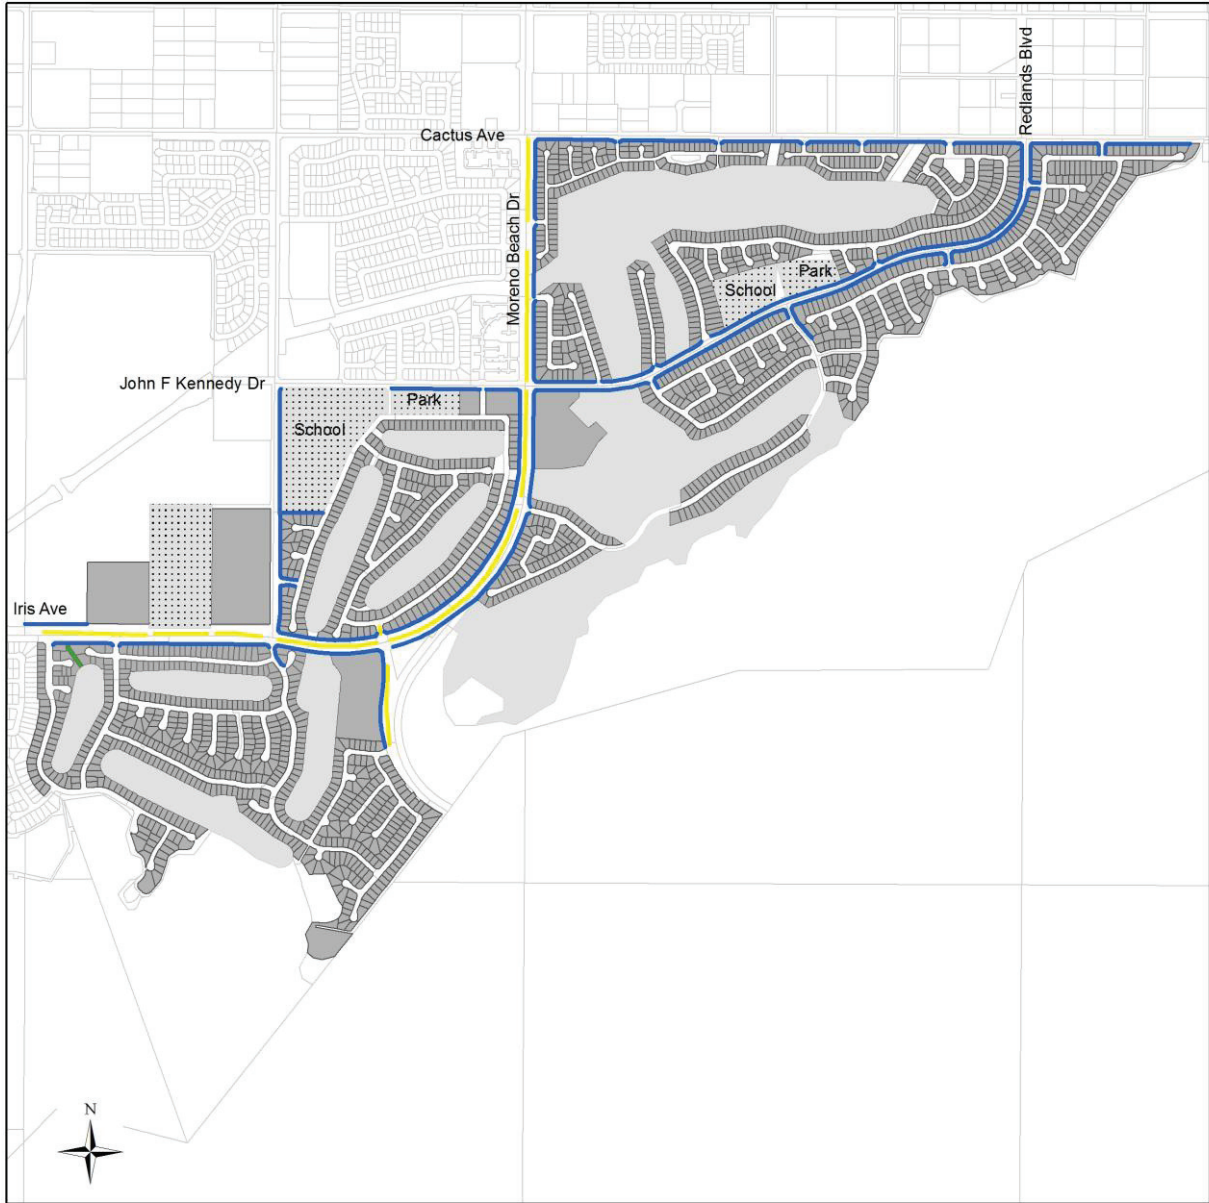 Redlands Blvd
Cactus Ave
Moreno Beach Dr
Park
School
John F Kennedy Dr
Park
School
Iris Ave
N